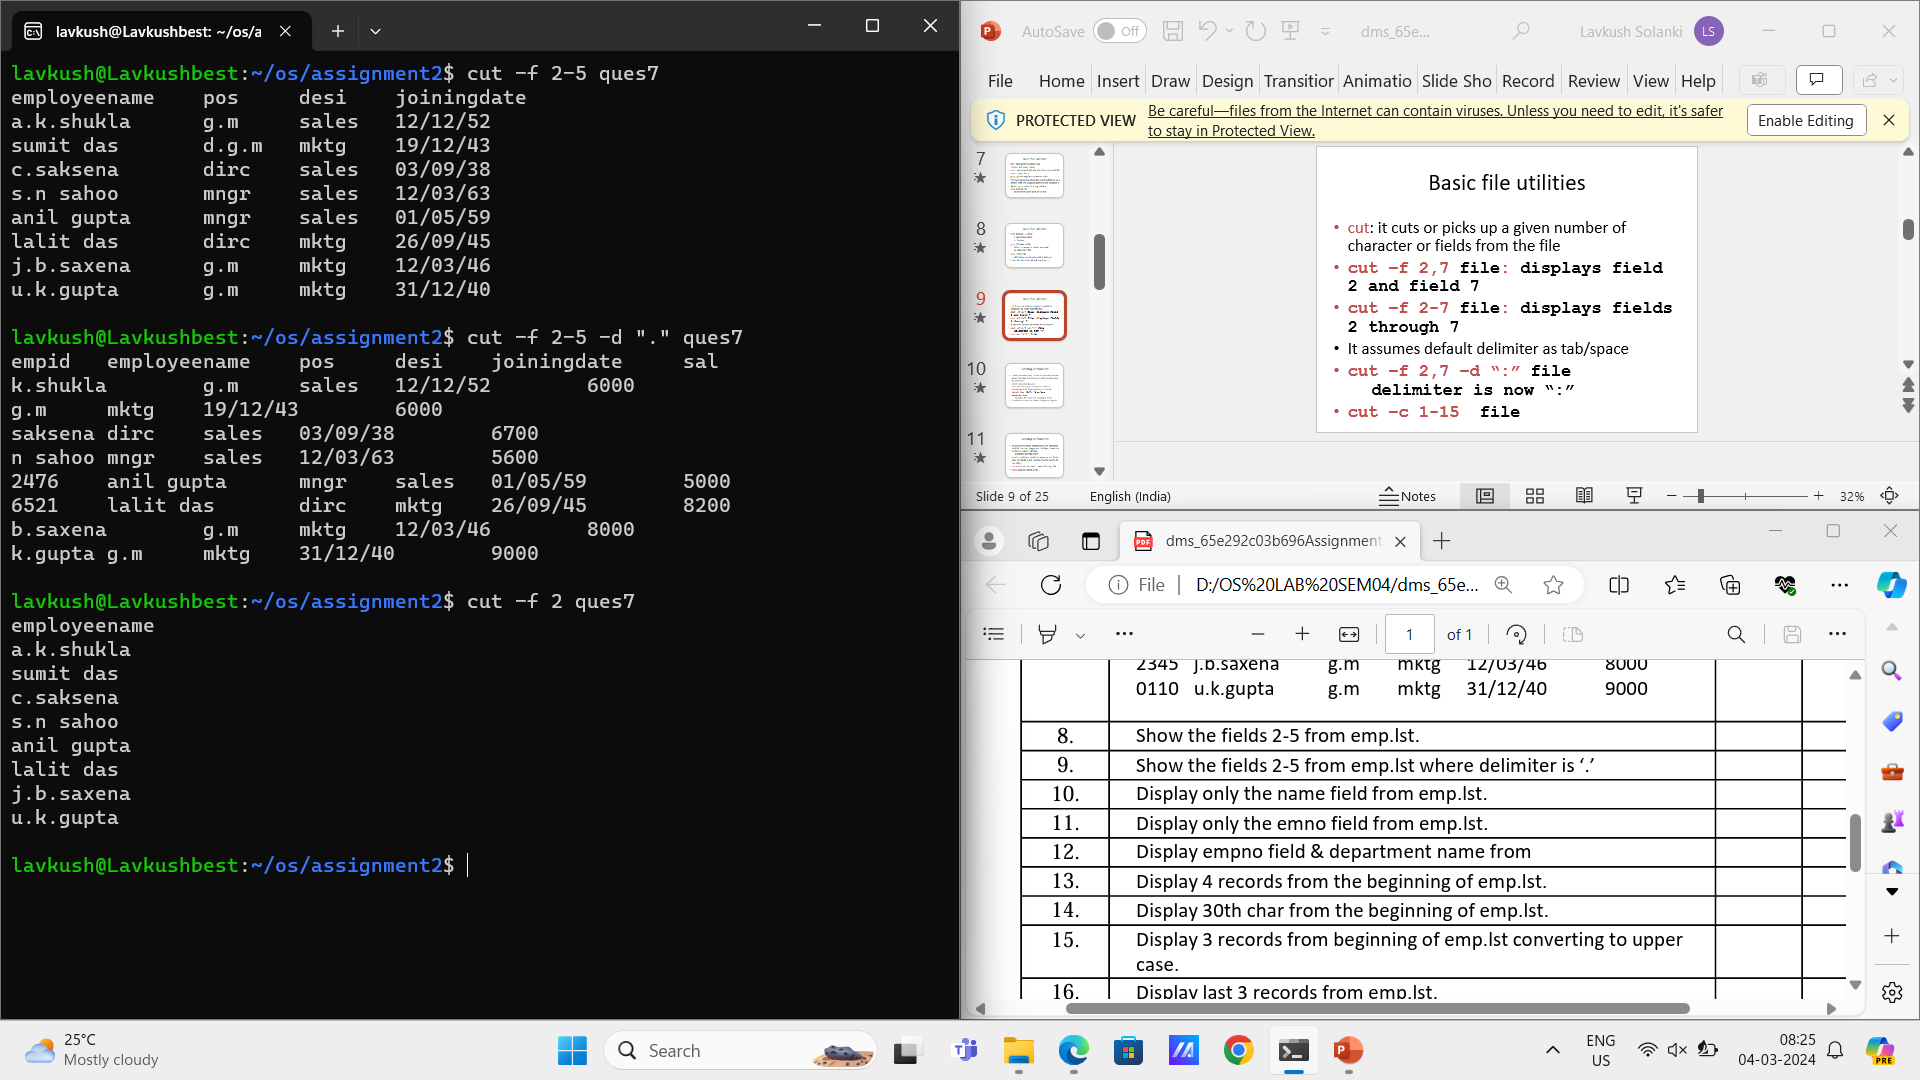 lavkush@Lavkushbest: ~/os/a
lavkush@Lavkushbest:~/os/assignment2$ cut -f 2-5 ques7
employeename pos desi joiningdate
a.k.shukla g.m sales 12/12/52
sumit das d.g.m mktg 19/12/43
c.saksena dirc sales 03/09/38
s.n sahoo mngr sales 12/03/63
anil gupta mngr sales 01/05/59
lalit das dirc mktg 26/09/45
j.b.saxena g.m mktg 12/03/46
u.k.gupta g.m mktg 31/12/40
lavkush@Lavkushbest:~/os/assignment2$ cut -f 2-5 -d "." ques7
empid employeename pos desi joiningdate sal
k.shukla g.m sales 12/12/52 6000
g.m mktg 19/12/43 6000
saksena dirc sales 03/09/38 6700
n sahoo mngr sales 12/03/63 5600
2476 anil gupta mngr sales 01/05/59 5000
6521 lalit das dirc mktg 26/09/45 8200
b.saxena g.m mktg 12/03/46 8000
k.gupta g.m mktg 31/12/40 9000
lavkush@Lavkushbest:~/os/assignment2$ cut -f 2 ques7
employeename
a.k.shukla
sumit das
c.saksena
s.n sahoo
anil gupta
lalit das
j.b.saxena
u.k.gupta
lavkush@Lavkushbest:~/os/assignment2$
AutoSave Off dms_65e... Lavkush Solanki LS
File Home Insert Draw Design Transitior Animatio Slide Sho Record Review View Help
PROTECTED VIEW Be careful—files from the Internet can contain viruses. Unless you need to edit, it's safer
to stay in Protected View. Enable Editing
7
8
9
10
11
Basic file utilities
• cut: it cuts or picks up a given number of
character or fields from the file
• cut –f 2,7 file: displays field
2 and field 7
• cut –f 2-7 file: displays fields
2 through 7
• It assumes default delimiter as tab/space
• cut –f 2,7 –d “:” file
delimiter is now “:”
• cut –c 1-15 file
Slide 9 of 25 English (India) Notes 32%
dms_65e292c03b696Assignment
File D:/OS%20LAB%20SEM04/dms_65e...
1 of 1
2345 j.b.saxena g.m mktg 12/03/46 8000
0110 u.k.gupta g.m mktg 31/12/40 9000
8. Show the fields 2-5 from emp.lst.
9. Show the fields 2-5 from emp.lst where delimiter is ‘.’
10. Display only the name field from emp.lst.
11. Display only the emno field from emp.lst.
12. Display empno field & department name from
13. Display 4 records from the beginning of emp.lst.
14. Display 30th char from the beginning of emp.lst.
15. Display 3 records from beginning of emp.lst converting to upper
case.
16. Display last 3 records from emp.lst.
25°C
Mostly cloudy
Search
ENG
US
08:25
04-03-2024
PRE